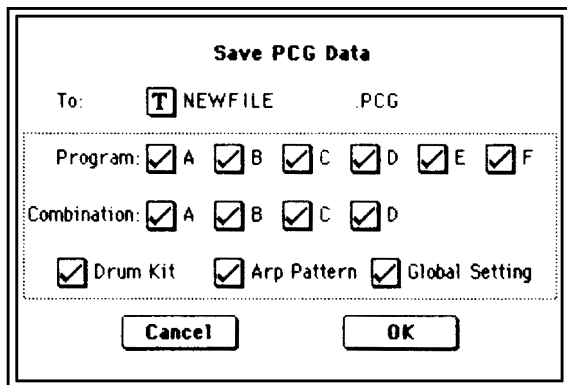 Save PCG Data
To: T NEWFILE .PCG
Program: A B C D E F
Combination: A B C D
Drum Kit Arp Pattern Global Setting
Cancel OK